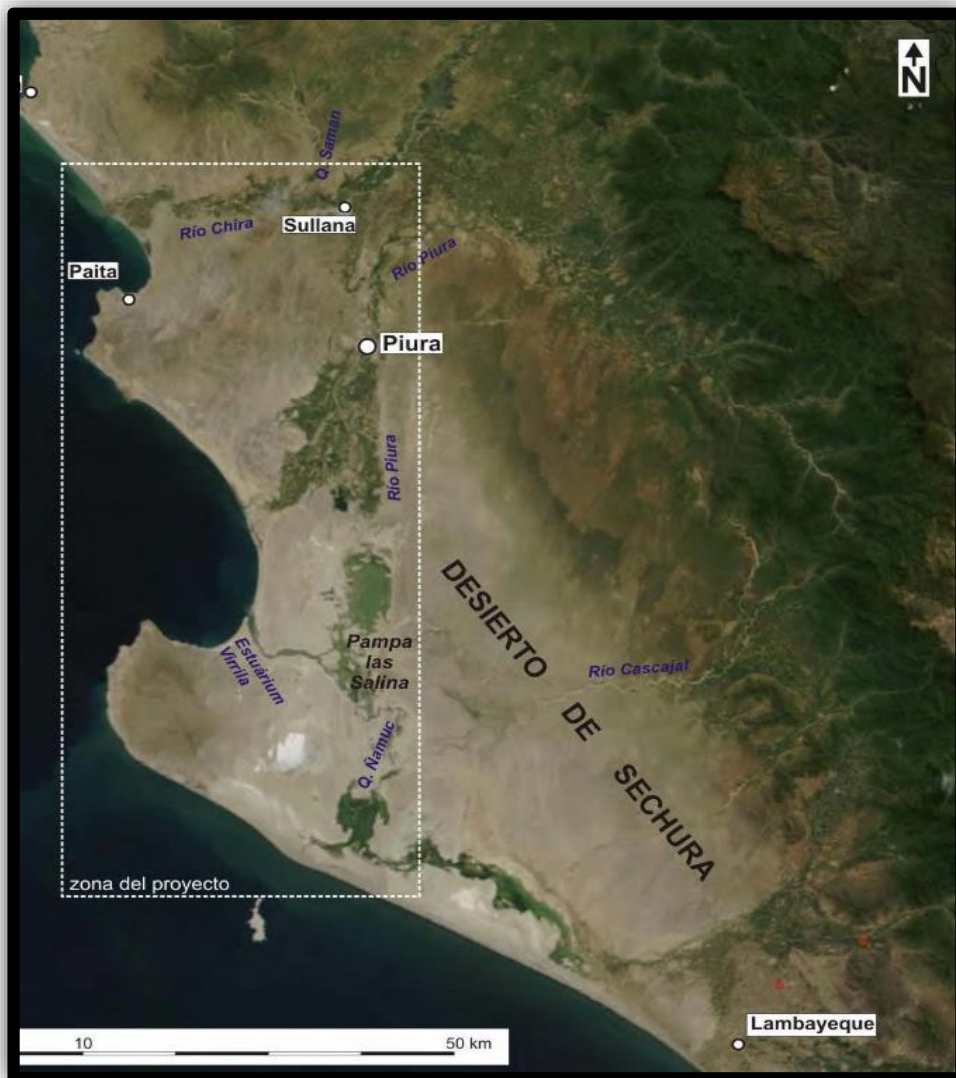 N
Q. Saman
Río Chira
Sullana
Río Piura
Paita
Piura
Río Piura
DESIERTO
DE
SECHURA
Pampa
las
Salina
Estuárium
Virrila
Río Cascajal
Q. Ñamuc
zona del proyecto
Lambayeque
10
50 km